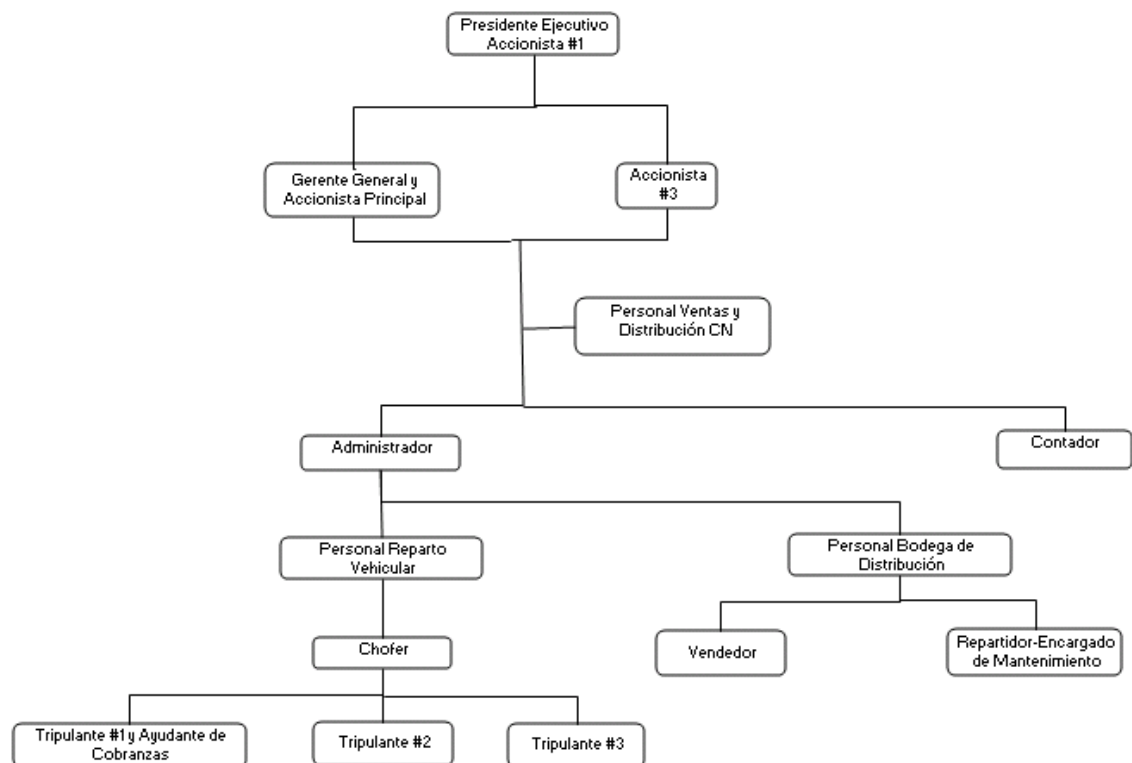 Presidente Ejecutivo
Accionista #1
Gerente General y
Accionista Principal
Accionista
#3
Personal Ventas y
Distribución CN
Administrador
Contador
Personal Reparto
Vehicular
Personal Bodega de
Distribución
Chofer
Vendedor
Repartidor-Encargado
de Mantenimiento
Tripulante #1 y Ayudante de
Cobranzas
Tripulante #2
Tripulante #3